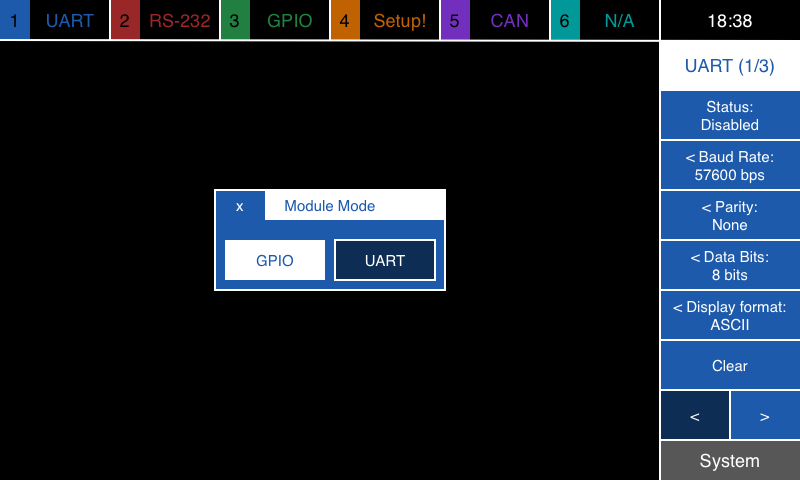 1 UART 2 RS-232 3 GPIO 4 Setup! 5 CAN 6 N/A 18:38
UART (1/3)
Status:
Disabled
< Baud Rate:
57600 bps
< Parity:
None
< Data Bits:
8 bits
< Display format:
ASCII
Clear
< >
System
x Module Mode
GPIO UART